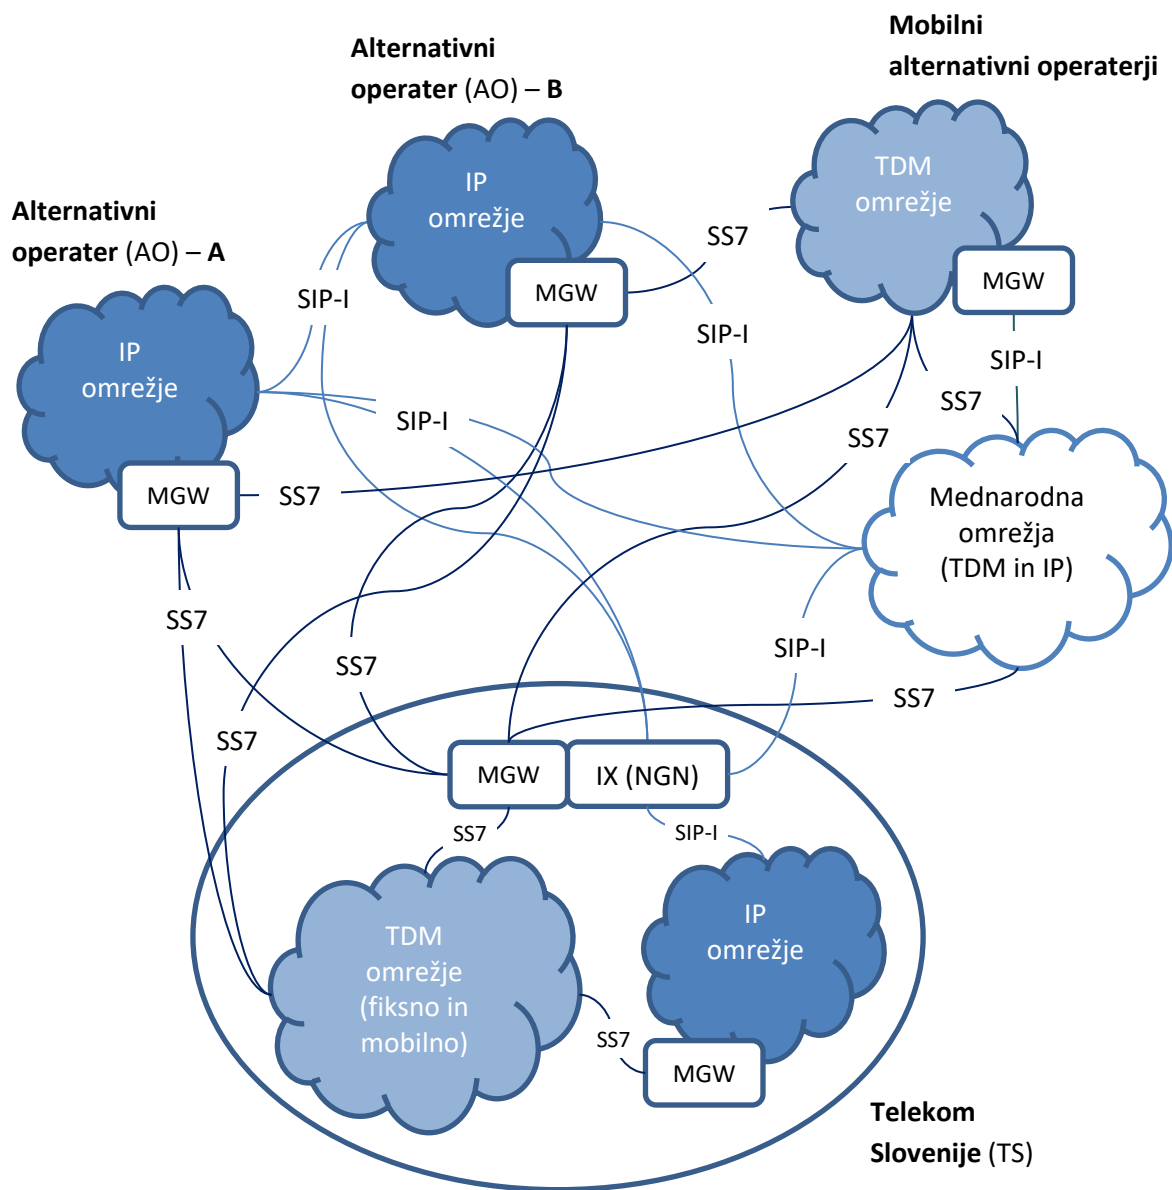 Mobilni
alternativni operaterji
Alternativni
operater (AO) – B
Alternativni
operater (AO) – A
IP
omrežje
MGW
TDM
omrežje
MGW
SS7
SIP-I
SIP-I
SIP-I
IP
omrežje
MGW
SIP-I
SS7
SS7
SS7
Mednarodna
omrežja
(TDM in IP)
SS7
SS7
SIP-I
SS7
SS7
MGW
IX (NGN)
SS7
SIP-I
TDM
omrežje
(fiksno in
mobilno)
IP
omrežje
SS7
MGW
Telekom
Slovenije (TS)